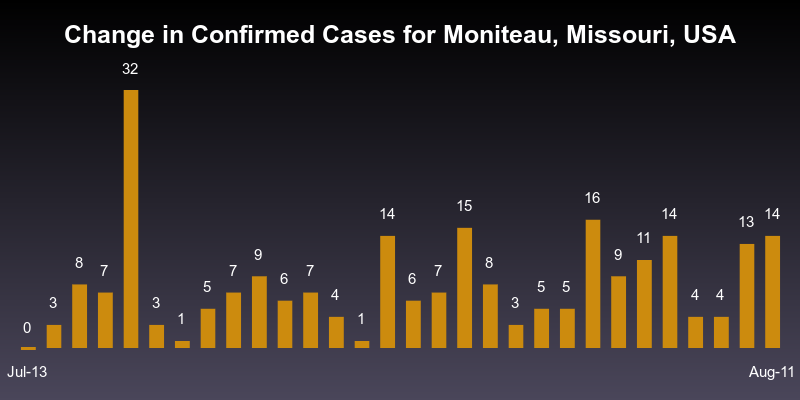 Change in Confirmed Cases for Moniteau, Missouri, USA
0 3 8 7 32 3 1 5 7 9 6 7 4 1 14 6 7 15 8 3 5 5 16 9 11 14 4 4 13 14
Jul-13 Aug-11